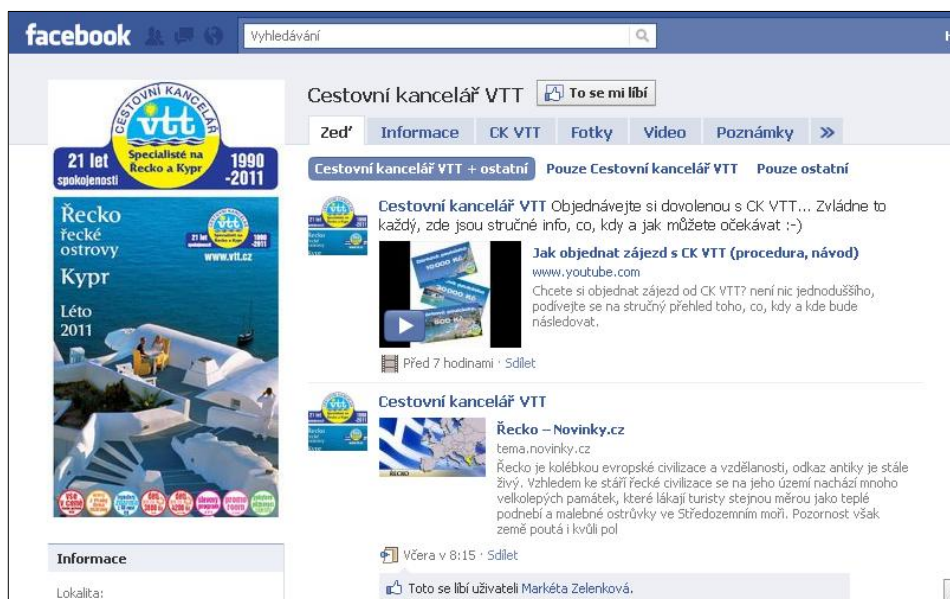 facebook
Vyhledávání
CESTOVNÍ KANCELÁŘ
vtt
Specialisté na
Řecko a Kypr
21 let
spokojenosti
1990
-2011
Řecko
řecké
ostrovy
Kypr
Léto
2011
www.vtt.cz
Cestovní kancelář VTT
To se mi líbí
Zeď Informace CK VTT Fotky Video Poznámky »
Cestovní kancelář VTT + ostatní Pouze Cestovní kancelář VTT Pouze ostatní
Cestovní kancelář VTT Objednávejte si dovolenou s CK VTT... Zvládne to
každý, zde jsou stručné info, co, kdy a jak můžete očekávat :-)
Jak objednat zájezd s CK VTT (procedura, návod)
www.youtube.com
Chcete si objednat zájezd od CK VTT? není nic jednoduššího,
podívejte se na stručný přehled toho, co, kdy a kde bude
následovat.
Před 7 hodinami · Sdílet
Cestovní kancelář VTT
ŘECKO
Řecko – Novinky.cz
tema.novinky.cz
Řecko je kolébkou evropské civilizace a vzdělanosti, odkaz antiky je stále
živý. Vzhledem ke stáří řecké civilizace se na jeho území nachází mnoho
velkolepých památek, které lákají turisty stejnou měrou jako teplé
podnebí a malebné ostrůvky ve Středozemním moři. Pozornost však
země poutá i kvůli pol
Včera v 8:15 · Sdílet
Toto se líbí uživateli Markéta Zelenková.
Informace
Lokalita: